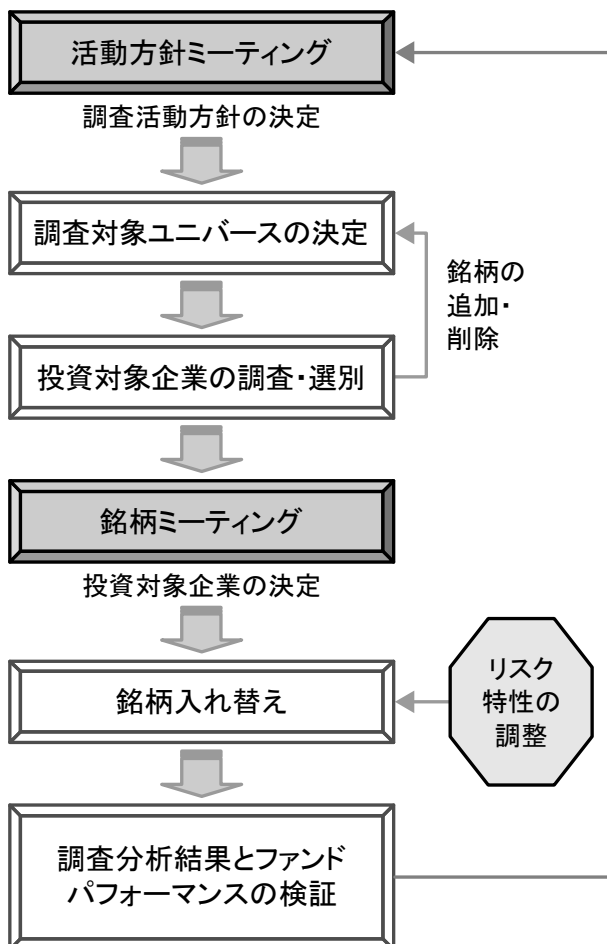 活動方針ミーティング
調査活動方針の決定
調査対象ユニバースの決定
銘柄の
追加・
削除
投資対象企業の調査・選別
銘柄ミーティング
投資対象企業の決定
銘柄入れ替え
リスク
特性の
調整
調査分析結果とファンド
パフォーマンスの検証